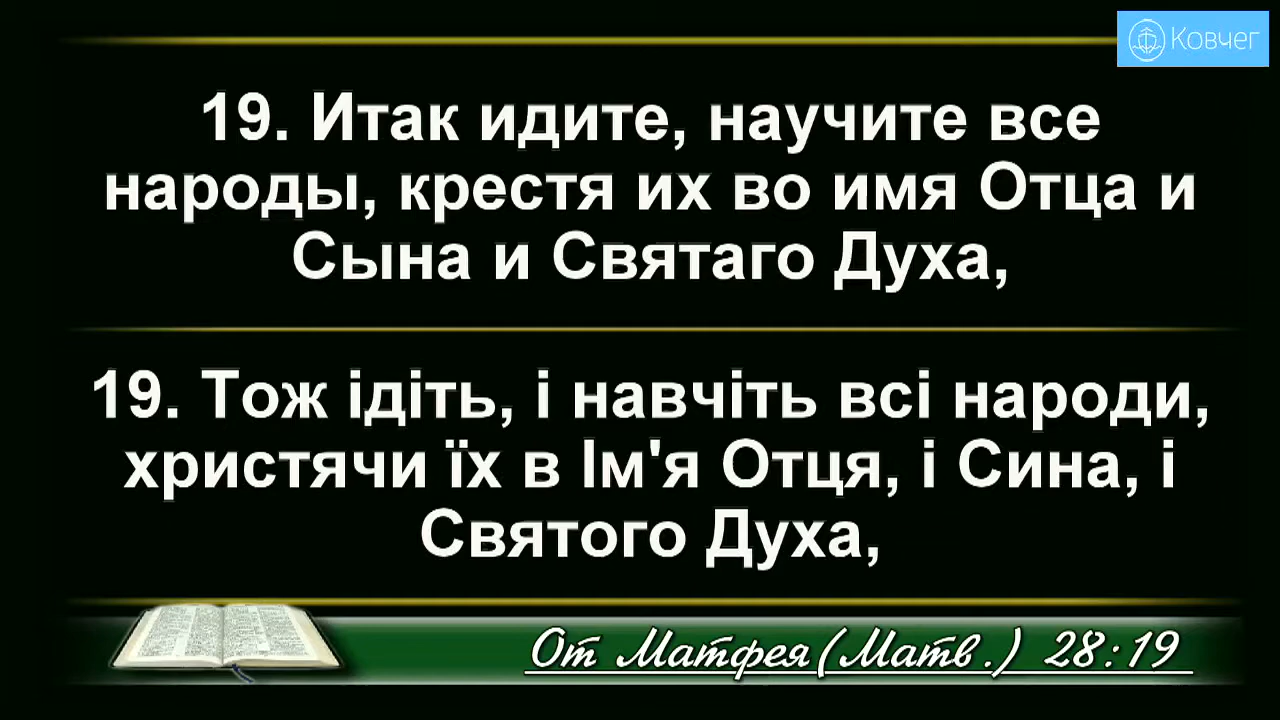 Ковчег
19. Итак идите, научите все
народы, крестя их во имя Отца и
Сына и Святаго Духа,
19. Тож ідіть, і навчіть всі народи,
христячи їх в Ім'я Отця, і Сина, і
Святого Духа,
От Матфея(Матв.) 28:19